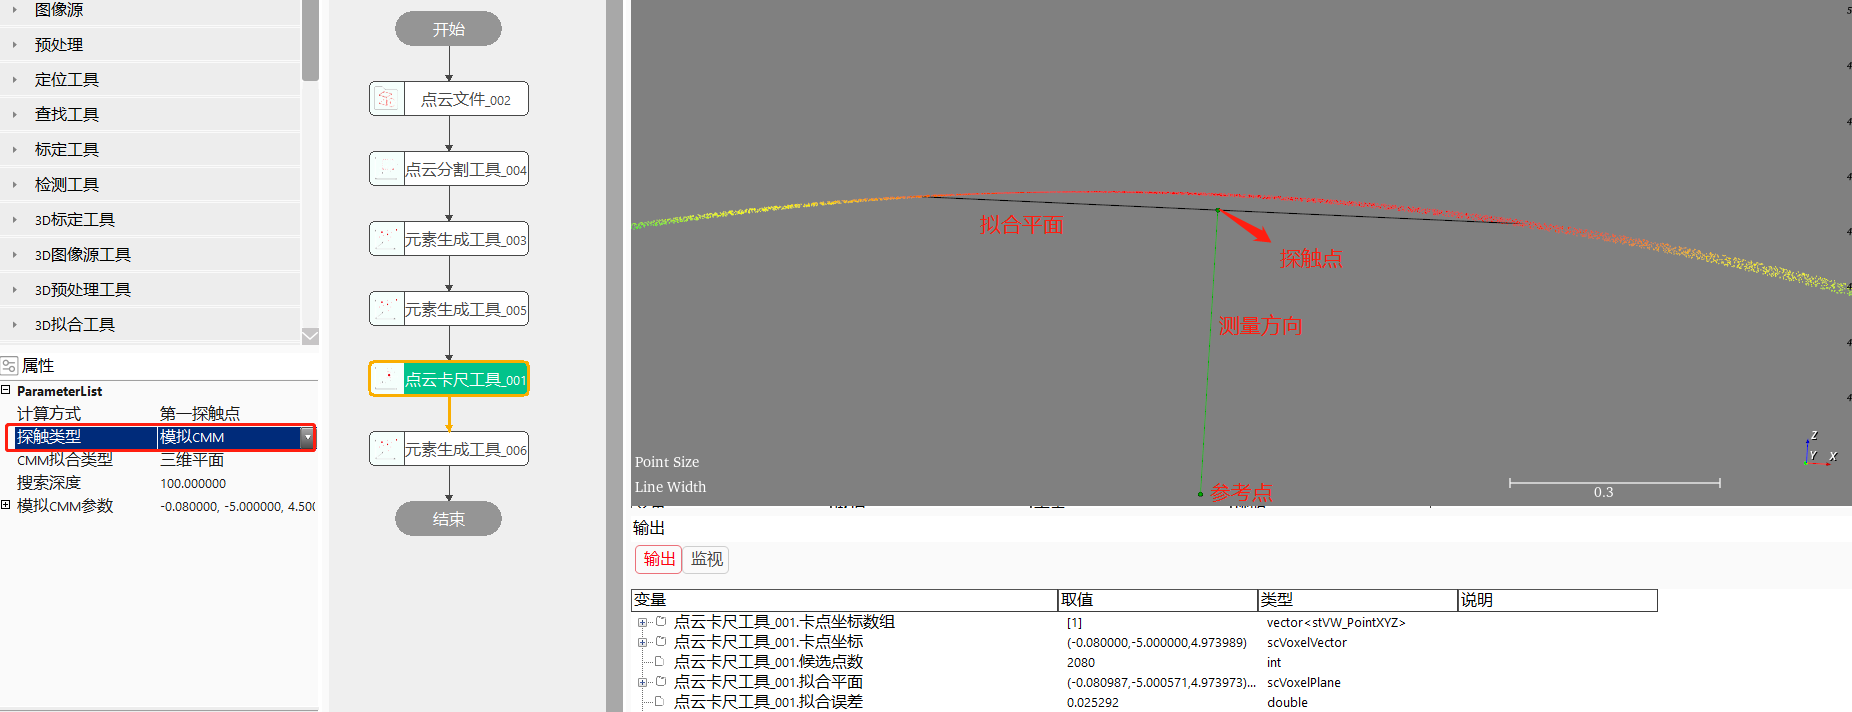 图像源
预处理
定位工具
查找工具
标定工具
检测工具
3D标定工具
3D图像源工具
3D预处理工具
3D拟合工具
属性
ParameterList
计算方式 第一探触点
探触类型 模拟CMM
CMM拟合类型 三维平面
搜索深度 100.000000
模拟CMM参数 -0.080000, -5.000000, 4.500
开始
点云文件_002
点云分割工具_004
元素生成工具_003
元素生成工具_005
点云卡尺工具_001
元素生成工具_006
结束
拟合平面
探触点
测量方向
参考点
Point Size
Line Width
Z
Y X
0.3
输出
输出 监视
变量 取值 类型 说明
点云卡尺工具_001.卡点坐标数组 [1] vector<stVW_PointXYZ>
点云卡尺工具_001.卡点坐标 (-0.080000,-5.000000,4.973989) scVoxelVector
点云卡尺工具_001.候选点数 2080 int
点云卡尺工具_001.拟合平面 (-0.080987,-5.000571,4.973973)... scVoxelPlane
点云卡尺工具_001.拟合误差 0.025292 double